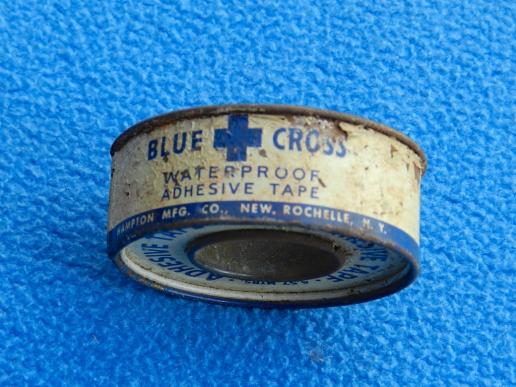 BLUE CROSS
WATERPROOF
ADHESIVE TAPE
HAMPTON MFG. CO., NEW. ROCHELLE, N. Y.
ADHESIVE TAPE